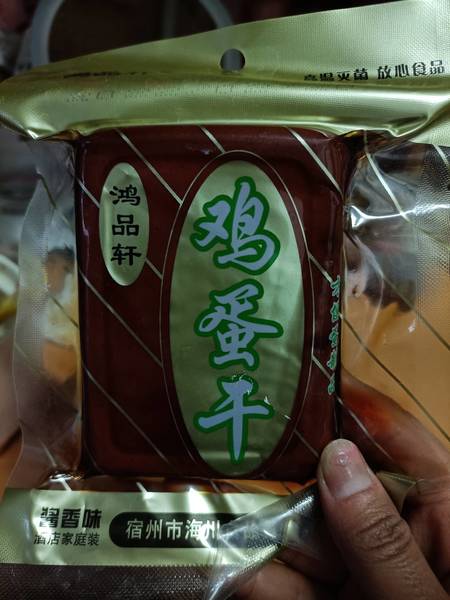 高温灭菌 放心食品
鸿品轩
鸡蛋干
酱香味
酒店家庭装
宿州市海州